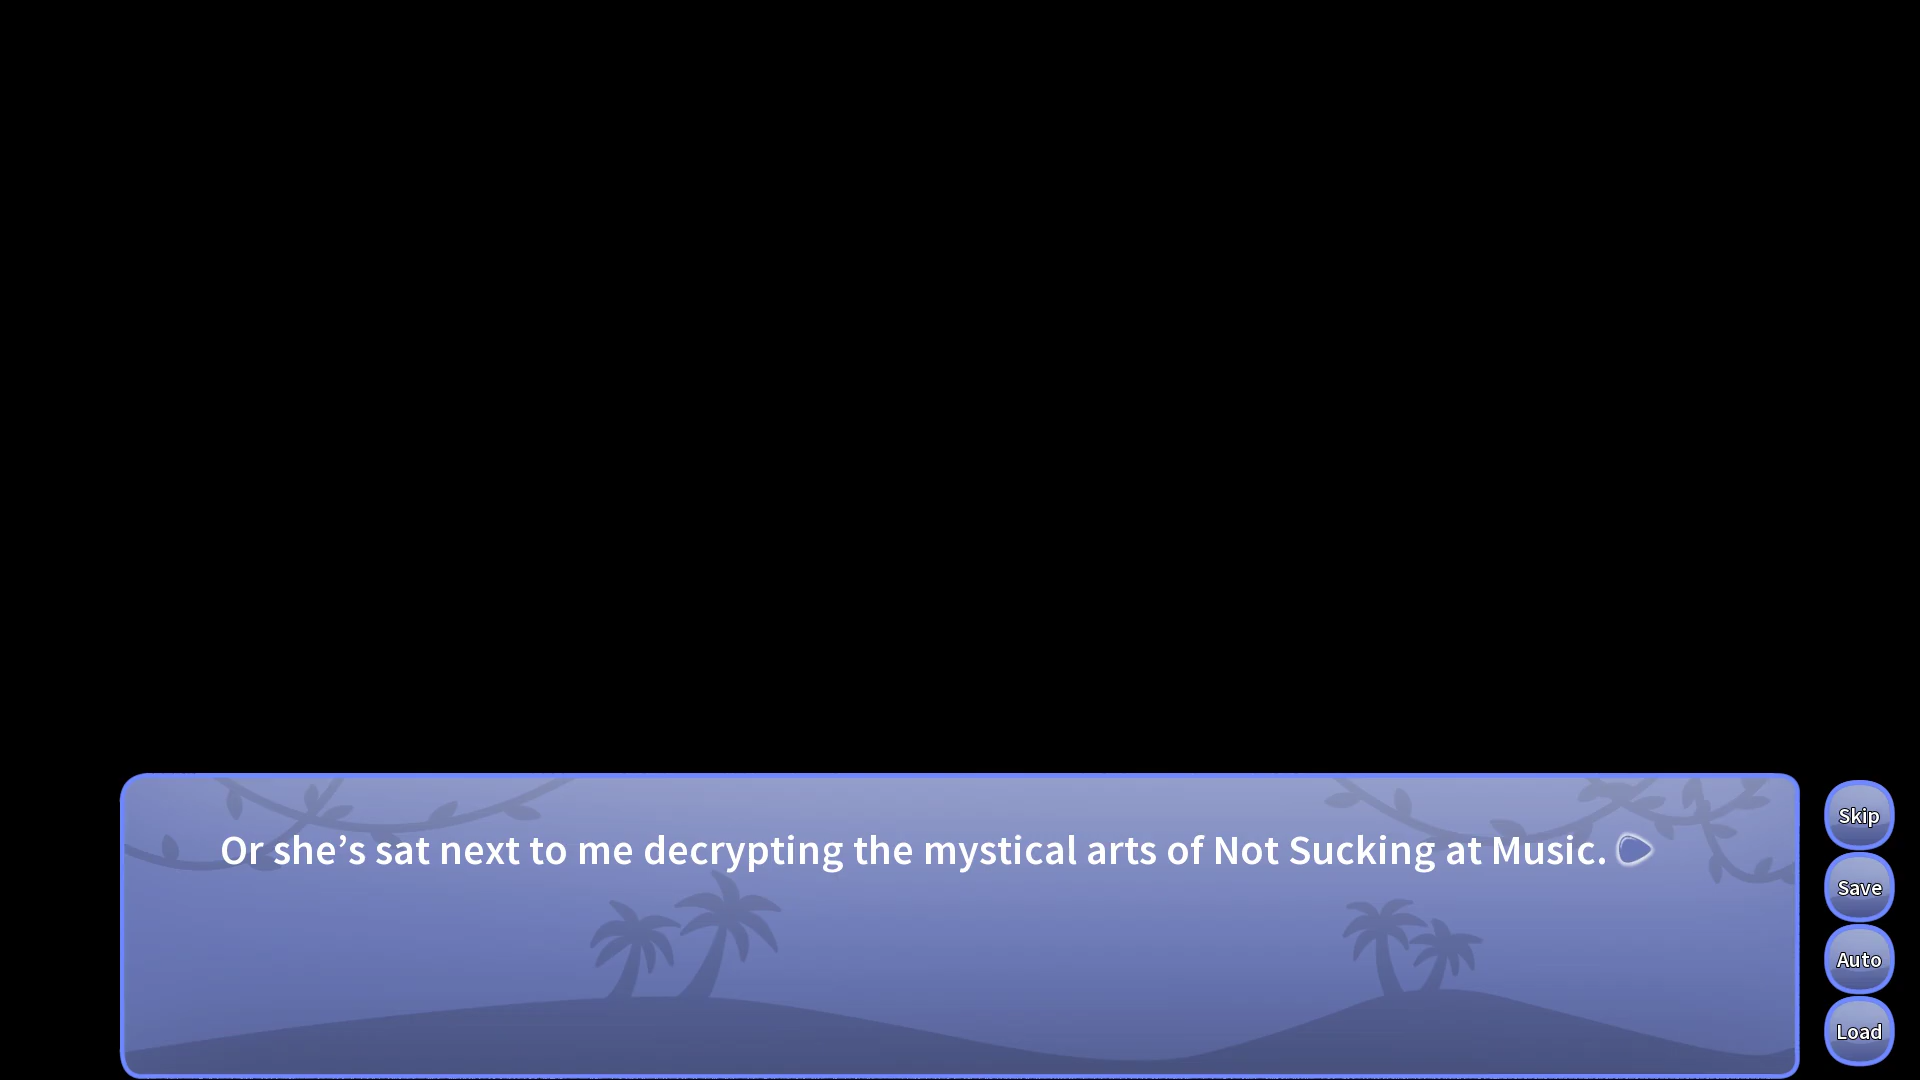 Or she’s sat next to me decrypting the mystical arts of Not Sucking at Music.
Skip
Save
Auto
Load